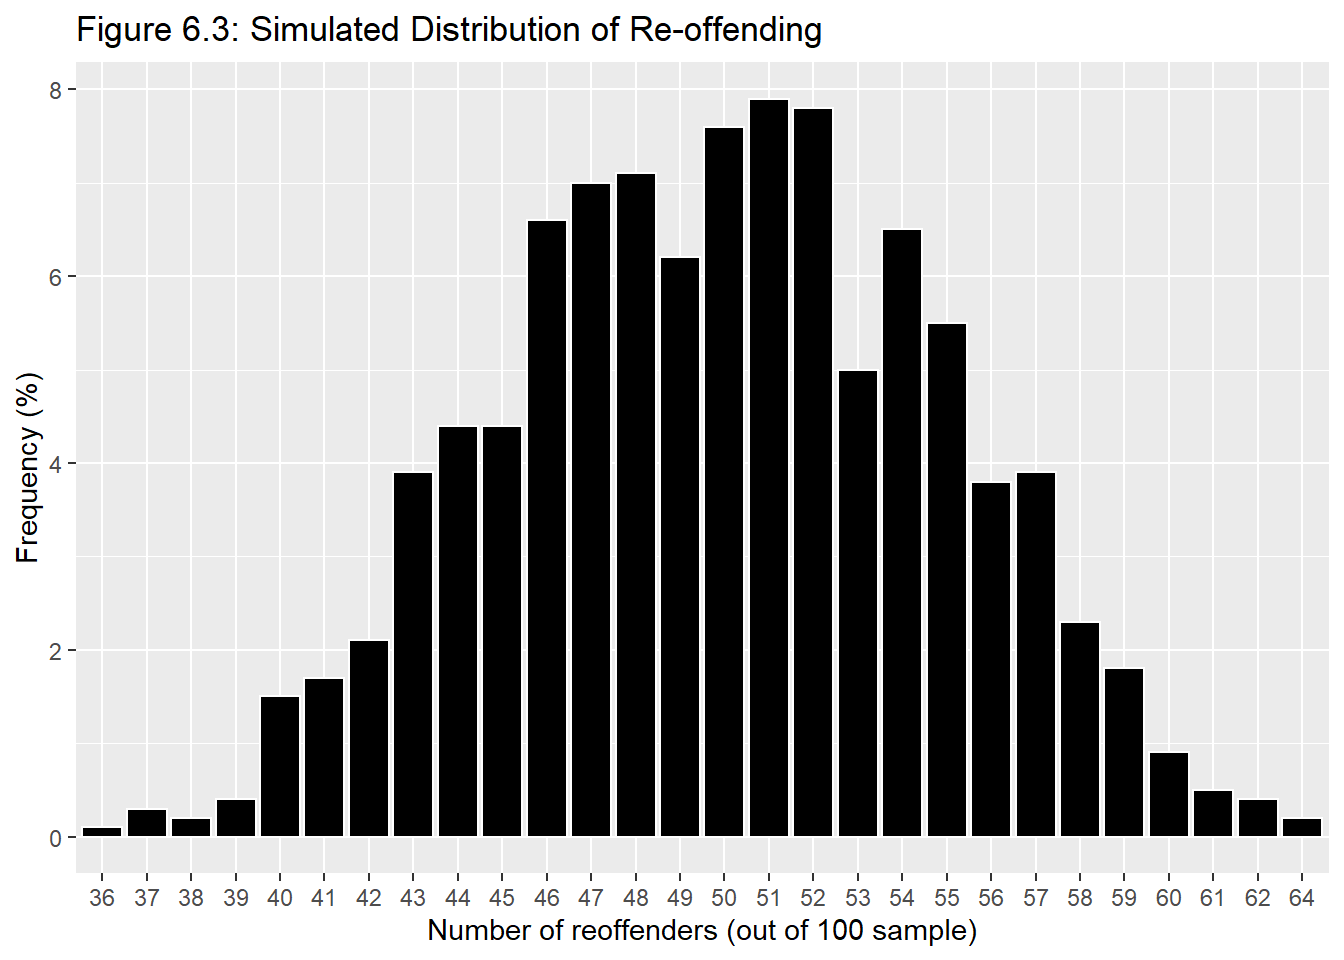 Figure 6.3: Simulated Distribution of Re-offending
8
6
4
2
0
Frequency (%)
36 37 38 39 40 41 42 43 44 45 46 47 48 49 50 51 52 53 54 55 56 57 58 59 60 61 62 64
Number of reoffenders (out of 100 sample)